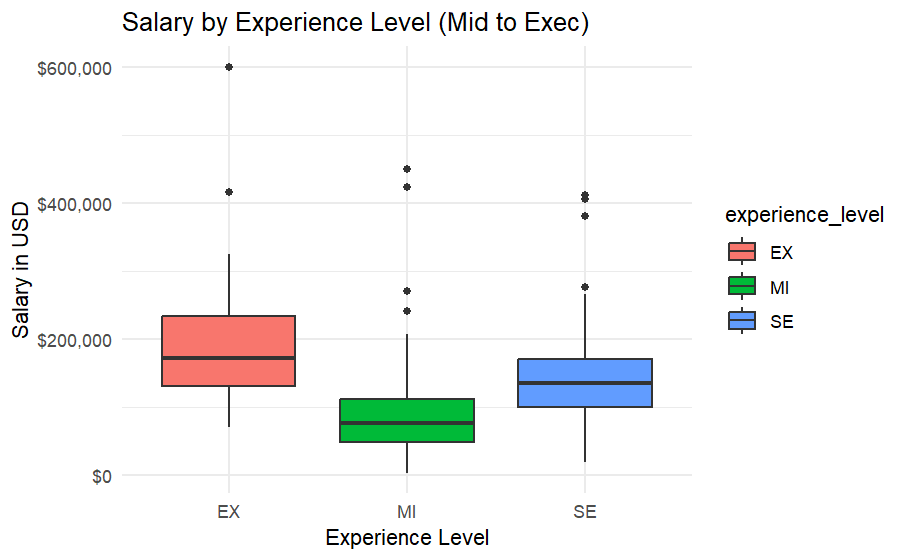 Salary by Experience Level (Mid to Exec)
$600,000
$400,000
$200,000
$0
Salary in USD
EX
MI
SE
Experience Level
experience_level
EX
MI
SE